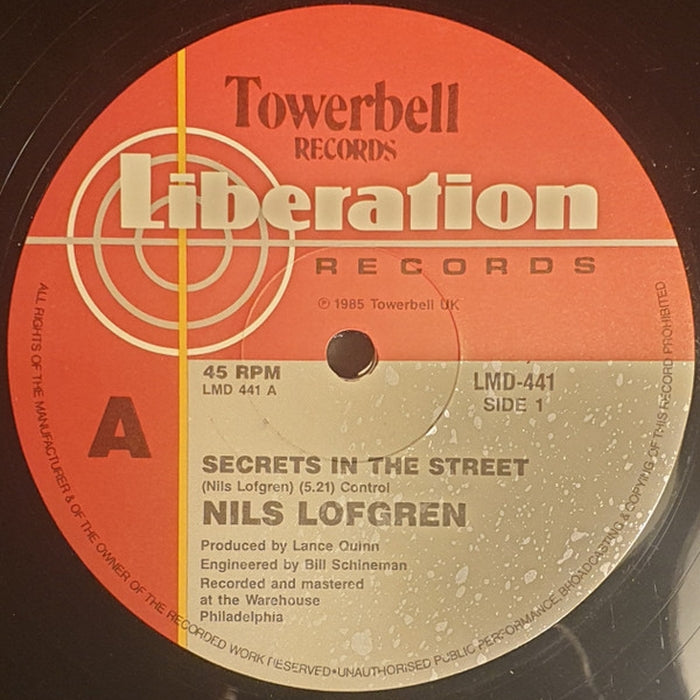 Towerbell
RECORDS
Liberation
RECORDS
℗ 1985 Towerbell UK
45 RPM
LMD 441 A
LMD-441
SIDE 1
A
SECRETS IN THE STREET
(Nils Lofgren) (5.21) Control
NILS LOFGREN
Produced by Lance Quinn
Engineered by Bill Schineman
Recorded and mastered
at the Warehouse
Philadelphia
ALL RIGHTS OF THE MANUFACTURER & OF THE OWNER OF THE RECORDED WORK RESERVED•UNAUTHORISED PUBLIC PERFORMANCE, BROADCASTING & COPYING OF THIS RECORD PROHIBITED